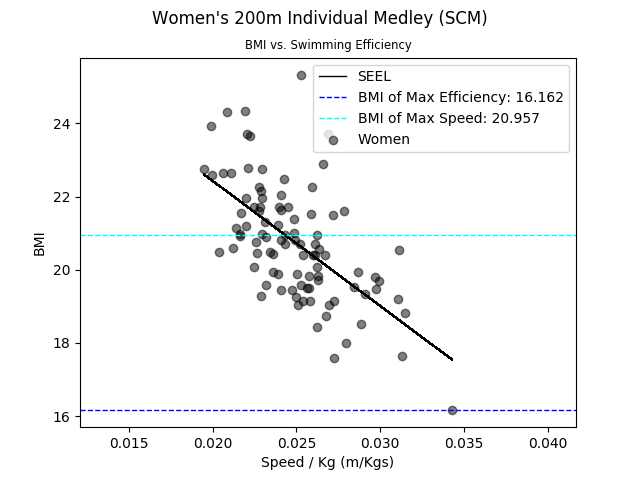 Women's 200m Individual Medley (SCM)
BMI vs. Swimming Efficiency
SEEL
BMI of Max Efficiency: 16.162
BMI of Max Speed: 20.957
Women
24
22
20
18
16
BMI
0.015 0.020 0.025 0.030 0.035 0.040
Speed / Kg (m/Kgs)